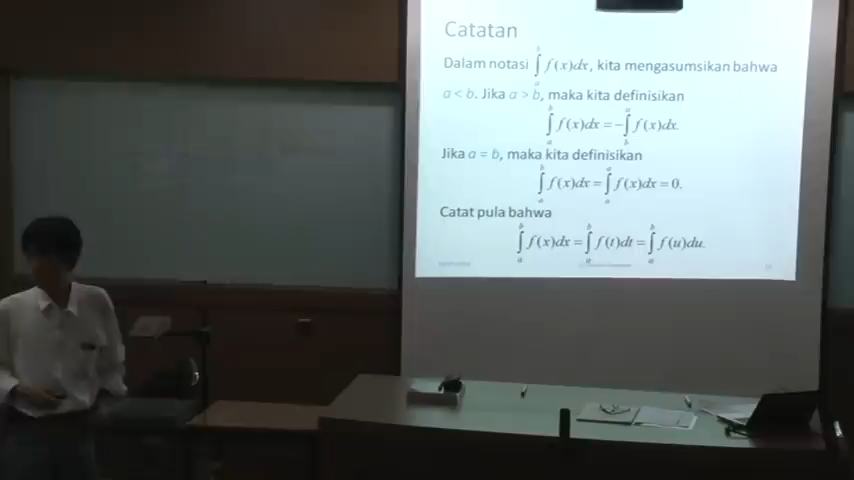 Catatan
Dalam notasi ∫_a^b f(x)dx, kita mengasumsikan bahwa
a < b. Jika a > b, maka kita definisikan
∫_a^b f(x)dx = -∫_b^a f(x)dx.
Jika a = b, maka kita definisikan
∫_a^b f(x)dx = ∫_a^a f(x)dx = 0.
Catat pula bahwa
∫_a^b f(x)dx = ∫_a^b f(t)dt = ∫_a^b f(u)du.